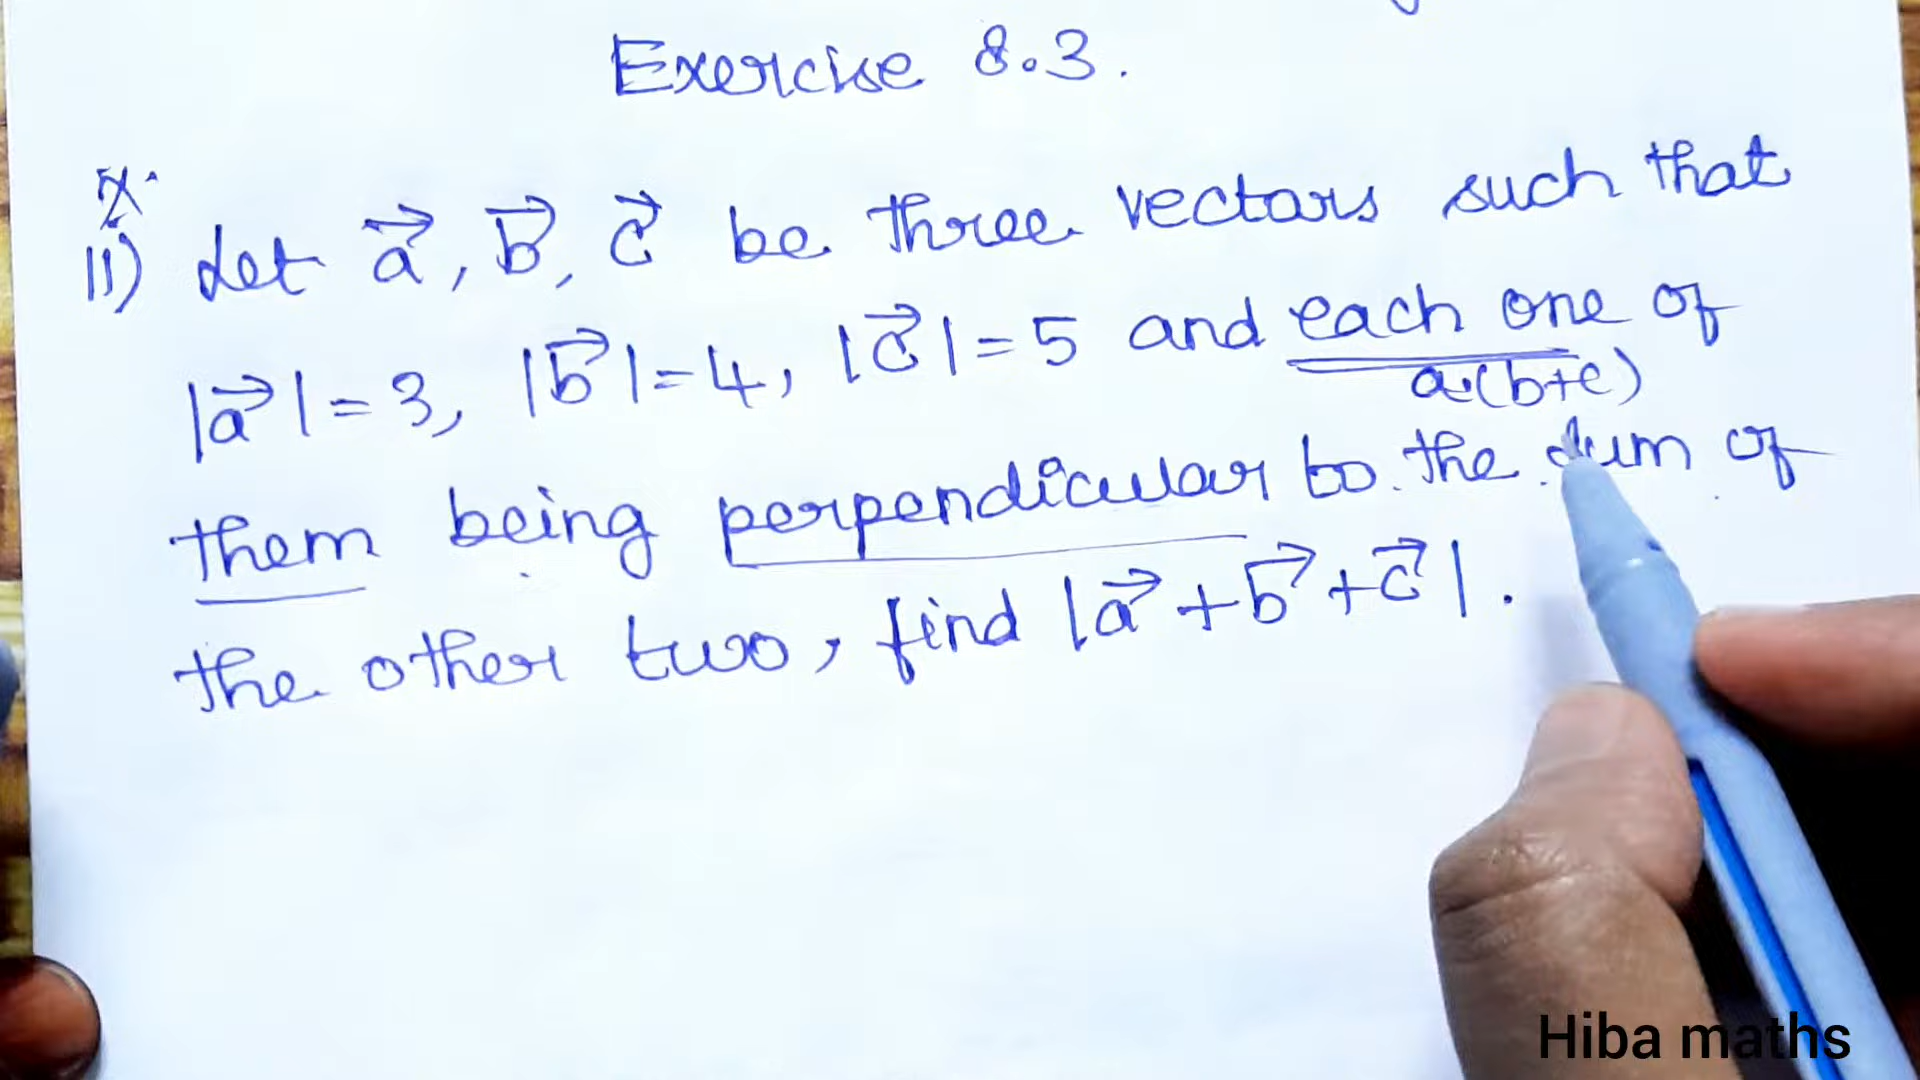 Exercise 8.3.
X.
11) Let a⃗, b⃗, c⃗ be three vectors such that
|a⃗| = 3, |b⃗| = 4, |c⃗| = 5 and each one of
a.(b+c)
them being perpendicular to the sum of
the other two, find |a⃗ + b⃗ + c⃗|.
Hiba maths